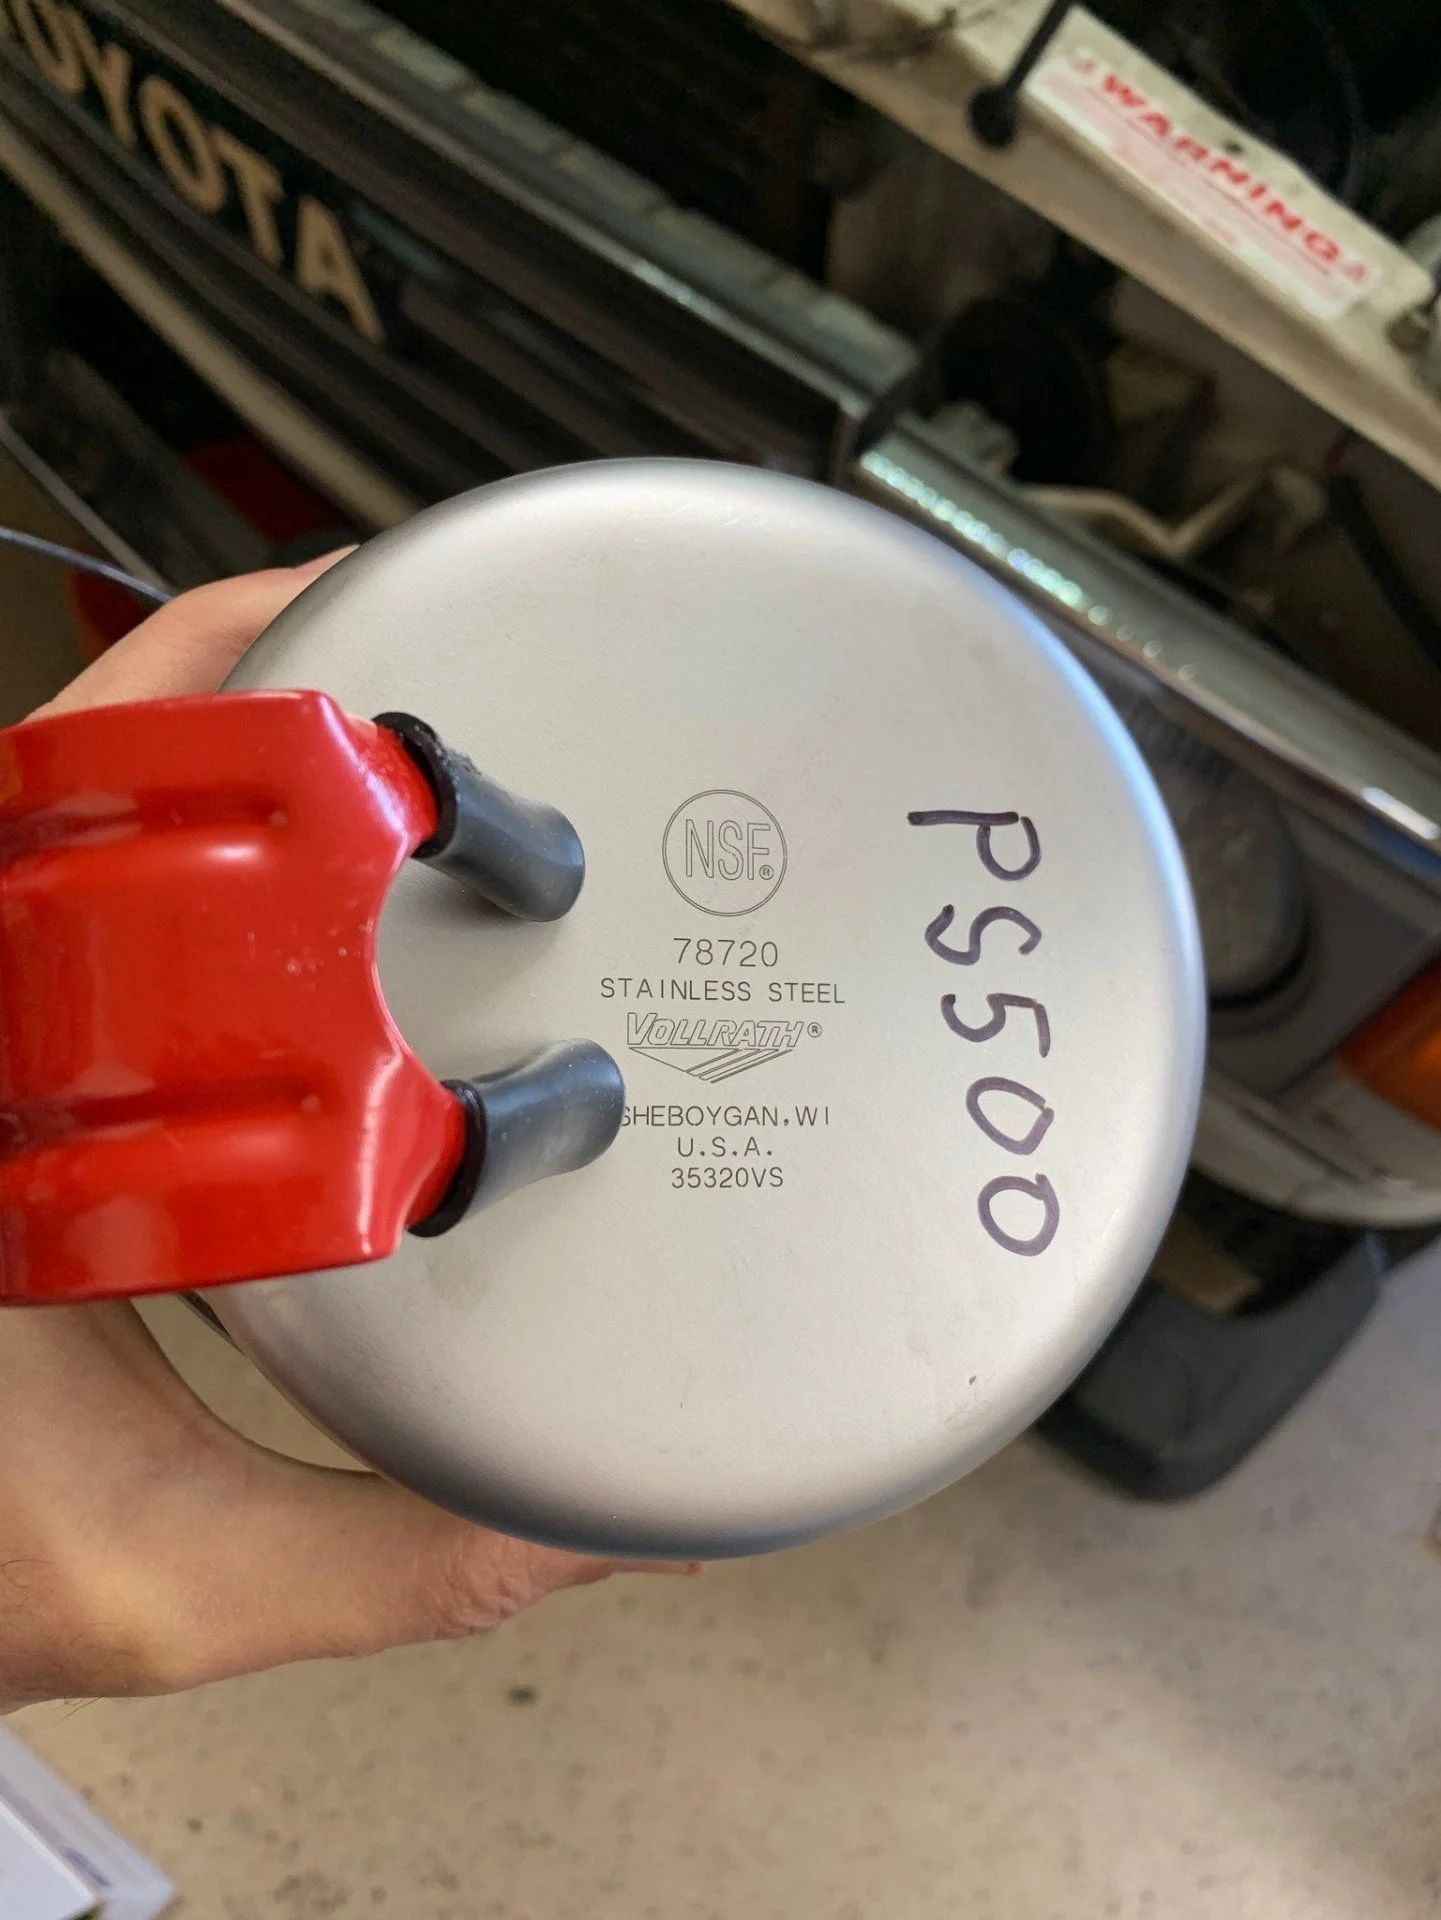 TOYOTA
WARNING
NSF®
78720
STAINLESS STEEL
VOLLRATH®
SHEBOYGAN, WI
U.S.A.
35320VS
PS500